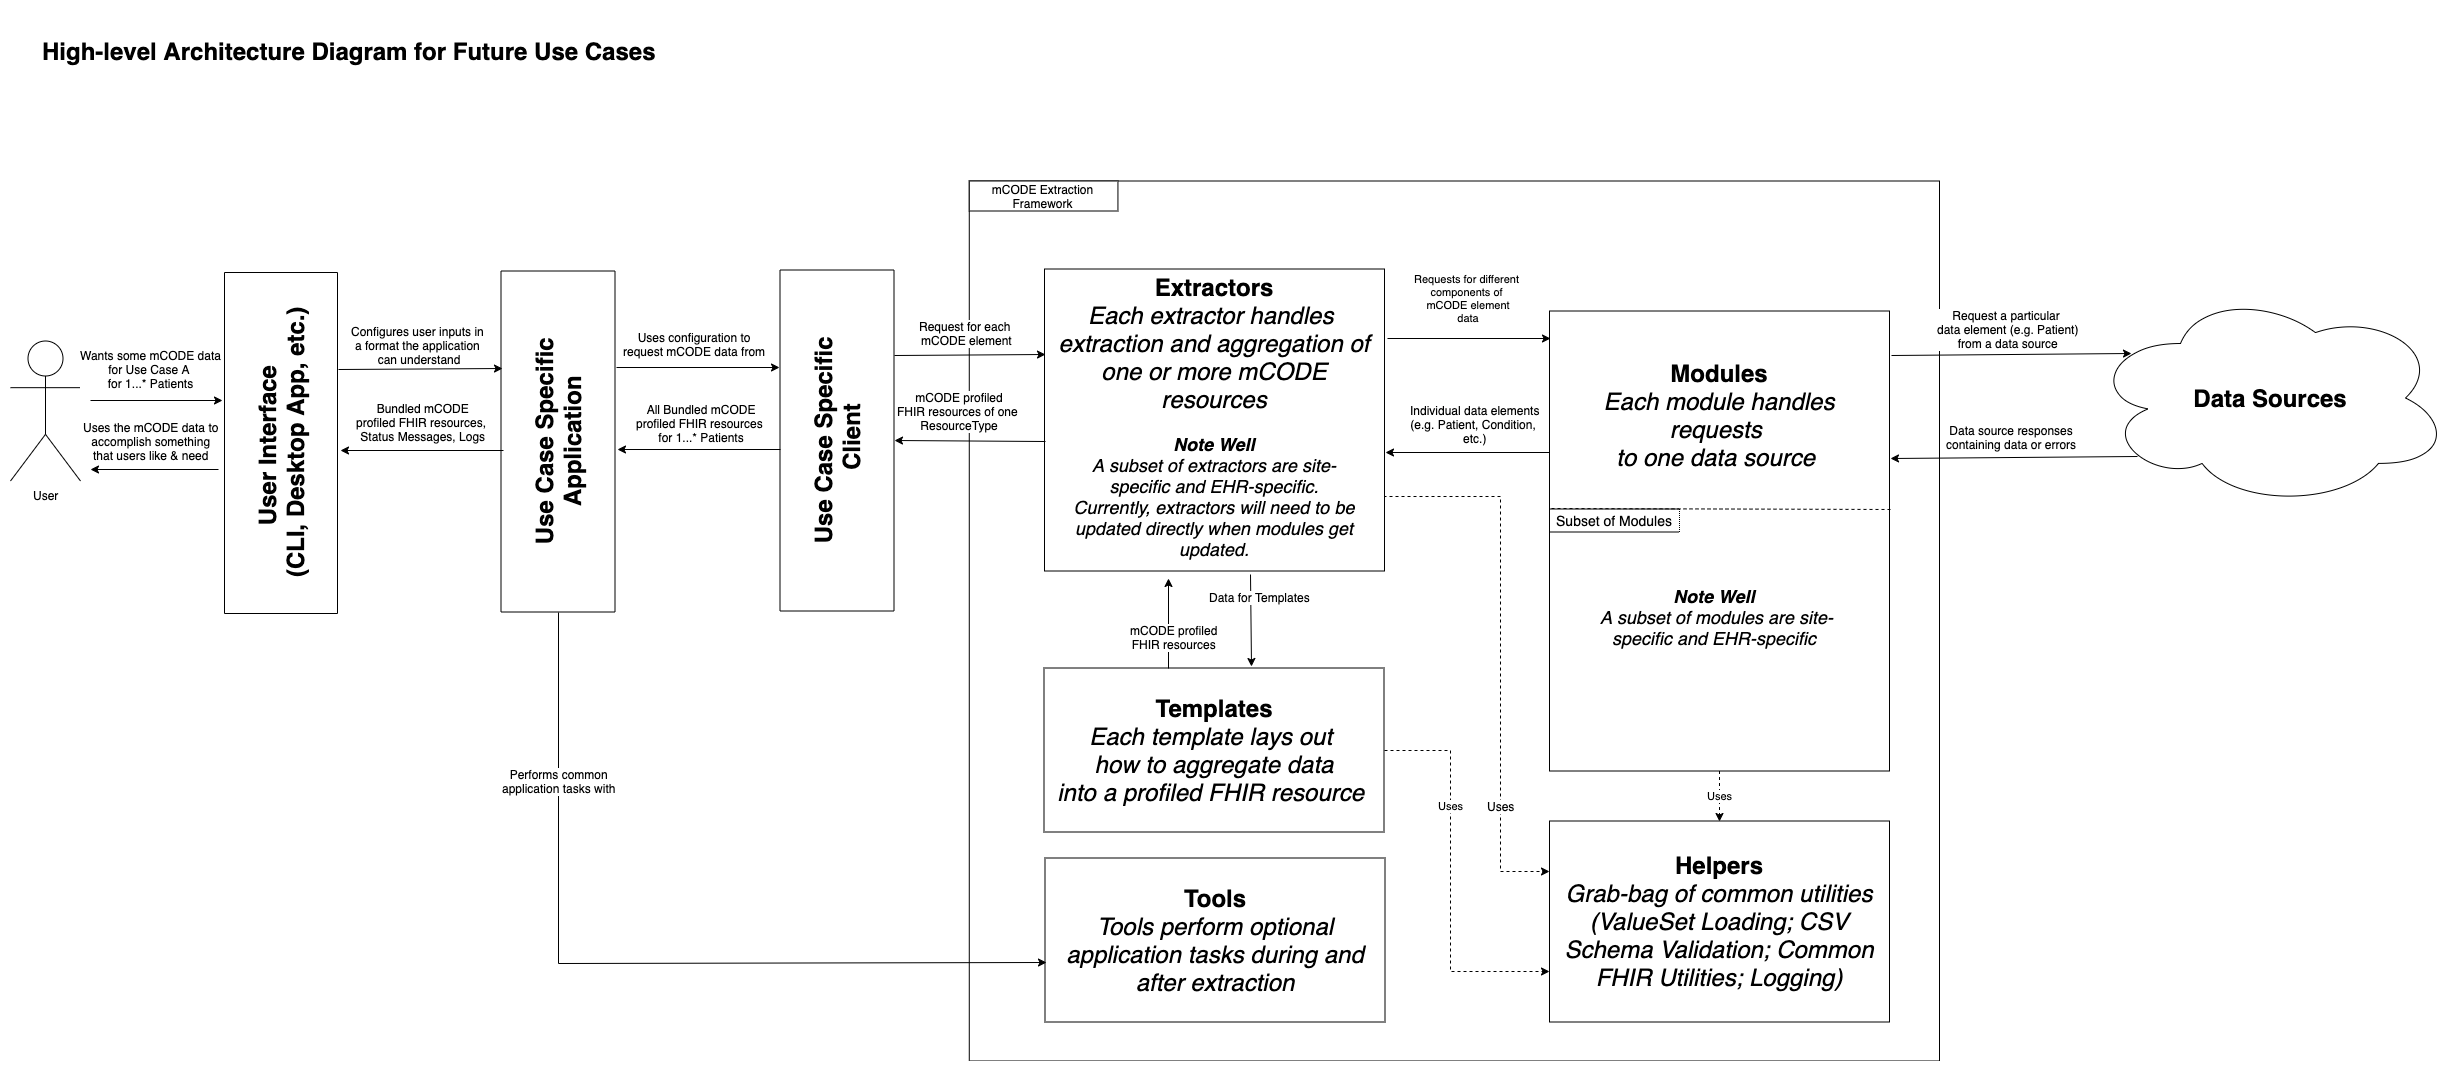 High-level Architecture Diagram for Future Use Cases
mCODE Extraction
Framework
User
Wants some mCODE data
for Use Case A
for 1...* Patients
Uses the mCODE data to
accomplish something
that users like & need
User Interface
(CLI, Desktop App, etc.)
Configures user inputs in
a format the application
can understand
Bundled mCODE
profiled FHIR resources,
Status Messages, Logs
Use Case Specific
Application
Uses configuration to
request mCODE data from
All Bundled mCODE
profiled FHIR resources
for 1...* Patients
Use Case Specific
Client
Request for each
mCODE element
mCODE profiled
FHIR resources of one
ResourceType
Extractors
Each extractor handles
extraction and aggregation of
one or more mCODE
resources
Note Well
A subset of extractors are site-
specific and EHR-specific.
Currently, extractors will need to be
updated directly when modules get
updated.
Requests for different
components of
mCODE element
data
Individual data elements
(e.g. Patient, Condition,
etc.)
Modules
Each module handles
requests
to one data source
Subset of Modules
Note Well
A subset of modules are site-
specific and EHR-specific
Request a particular
data element (e.g. Patient)
from a data source
Data source responses
containing data or errors
Data Sources
Data for Templates
mCODE profiled
FHIR resources
Templates
Each template lays out
how to aggregate data
into a profiled FHIR resource
Performs common
application tasks with
Uses
Uses
Uses
Tools
Tools perform optional
application tasks during and
after extraction
Helpers
Grab-bag of common utilities
(ValueSet Loading; CSV
Schema Validation; Common
FHIR Utilities; Logging)